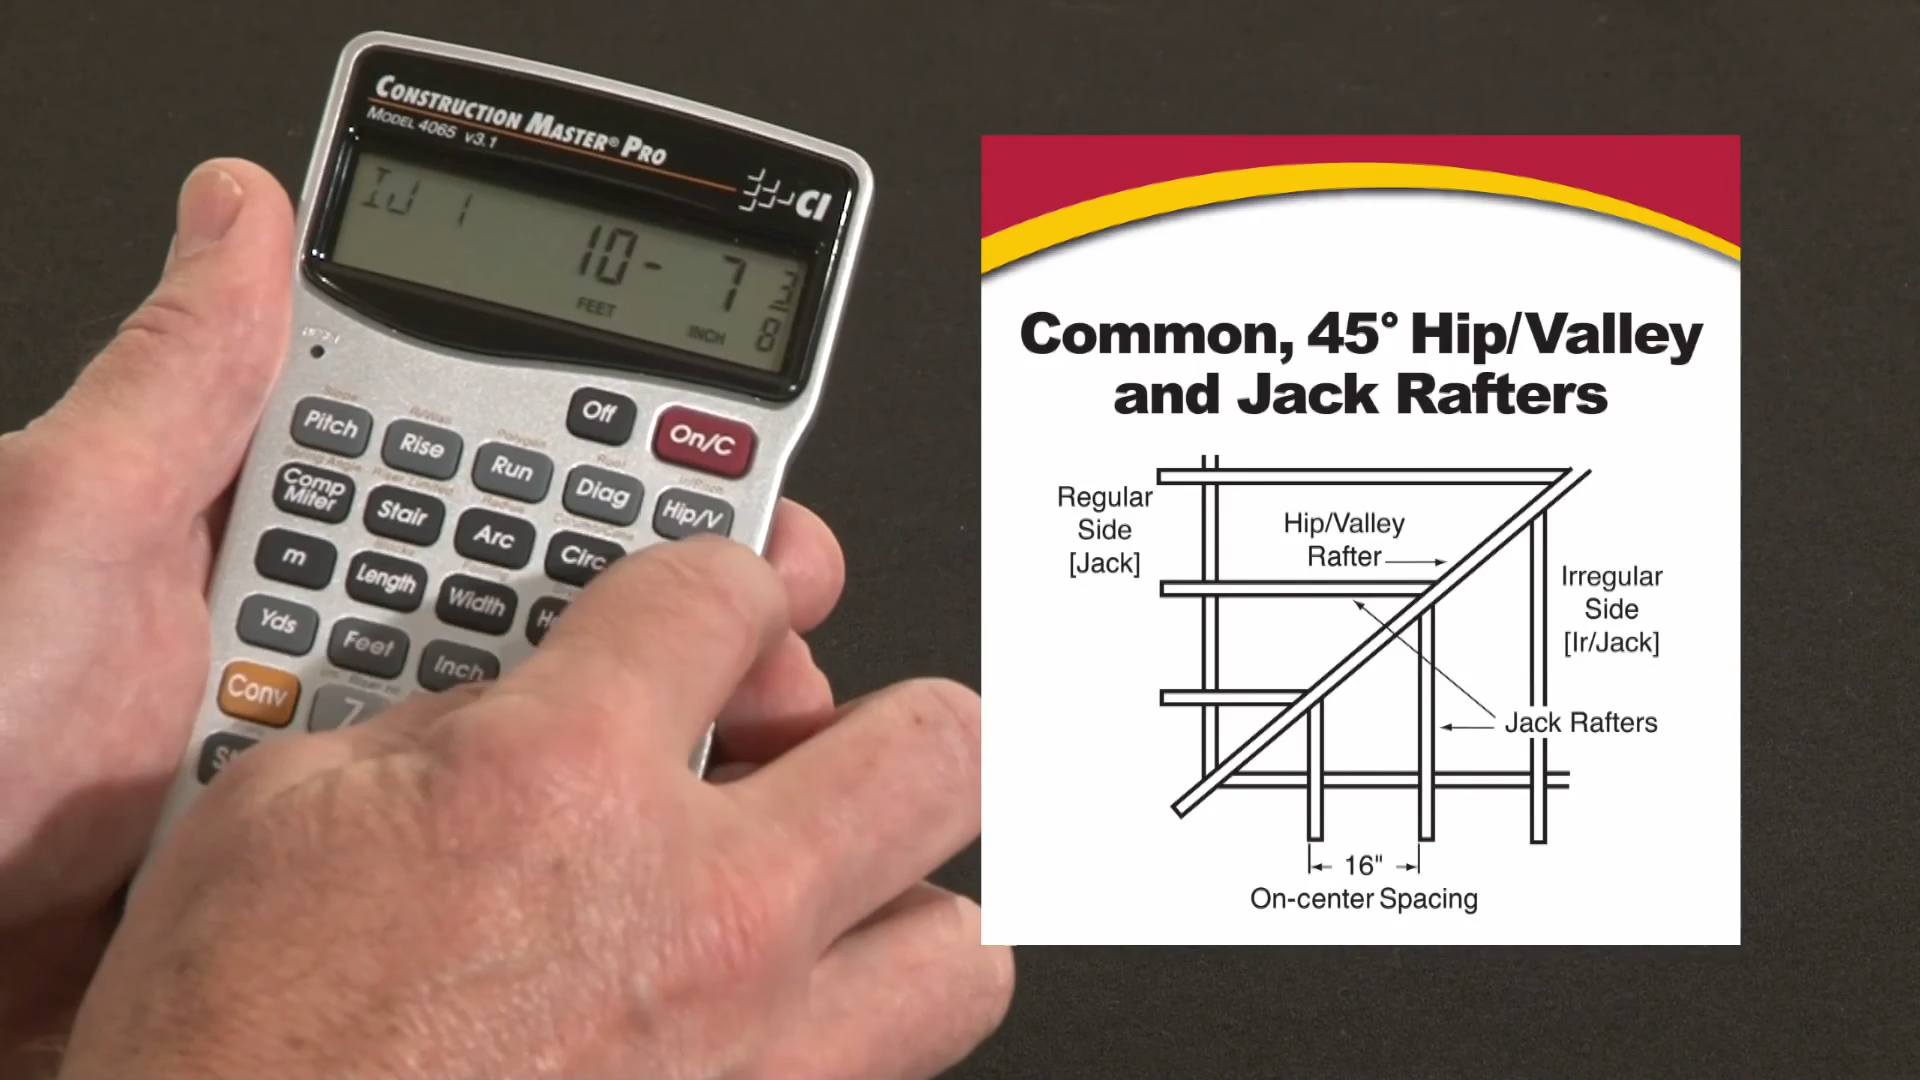 CONSTRUCTION MASTER® PRO
MODEL 4065 v3.1
CI
IJ 1
10 - 7 3/8
FEET INCH
Off
On/C
Pitch
Rise
Run
Diag
Hip/V
Comp Miter
Stair
Arc
Circ
m
Length
Width
Yds
Feet
Inch
Conv
7
Common, 45° Hip/Valley
and Jack Rafters
Regular
Side
[Jack]
Hip/Valley
Rafter
Irregular
Side
[Ir/Jack]
Jack Rafters
16"
On-center Spacing